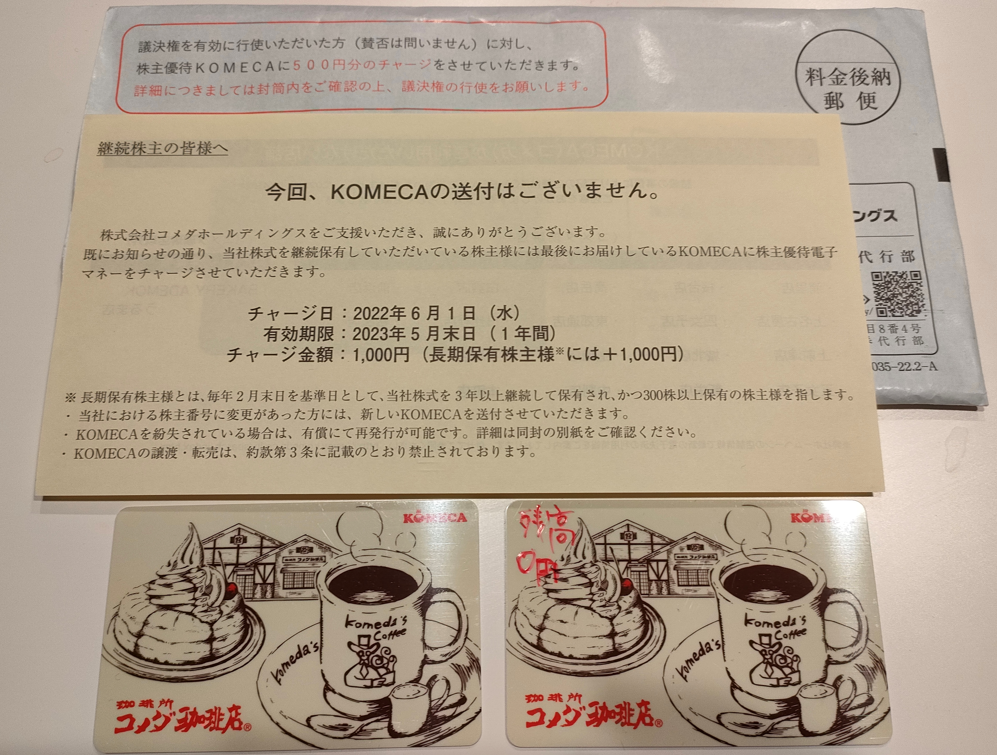 議決権を有効に行使いただいた方（賛否は問いません）に対し、
株主優待ＫＯＭＥＣＡに５００円分のチャージをさせていただきます。
詳細につきましては封筒内をご確認の上、議決権の行使をお願いします。
料金後納
郵便
継続株主の皆様へ
今回、KOMECAの送付はございません。
株式会社コメダホールディングスをご支援いただき、誠にありがとうございます。
既にお知らせの通り、当社株式を継続保有していただいている株主様には最後にお届けしているKOMECAに株主優待電子
マネーをチャージさせていただきます。
チャージ日：2022年６月１日（水）
有効期限：2023年５月末日（１年間）
チャージ金額：1,000円（長期保有株主様※には＋1,000円）
※ 長期保有株主様とは、毎年２月末日を基準日として、当社株式を３年以上継続して保有され、かつ300株以上保有の株主様を指します。
・当社における株主番号に変更があった方には、新しいKOMECAを送付させていただきます。
・KOMECAを紛失されている場合は、有償にて再発行が可能です。詳細は同封の別紙をご確認ください。
・KOMECAの譲渡・転売は、約款第３条に記載のとおり禁止されております。
ングス
代行部
目8番4号
代行部
035-22.2-A
KOMECA
Komeda's
Coffee
Komeda's
珈琲所
コメダ珈琲店®
残高
0円
KOME
Komeda's
Coffee
Komeda's
珈琲所
コメダ珈琲店®